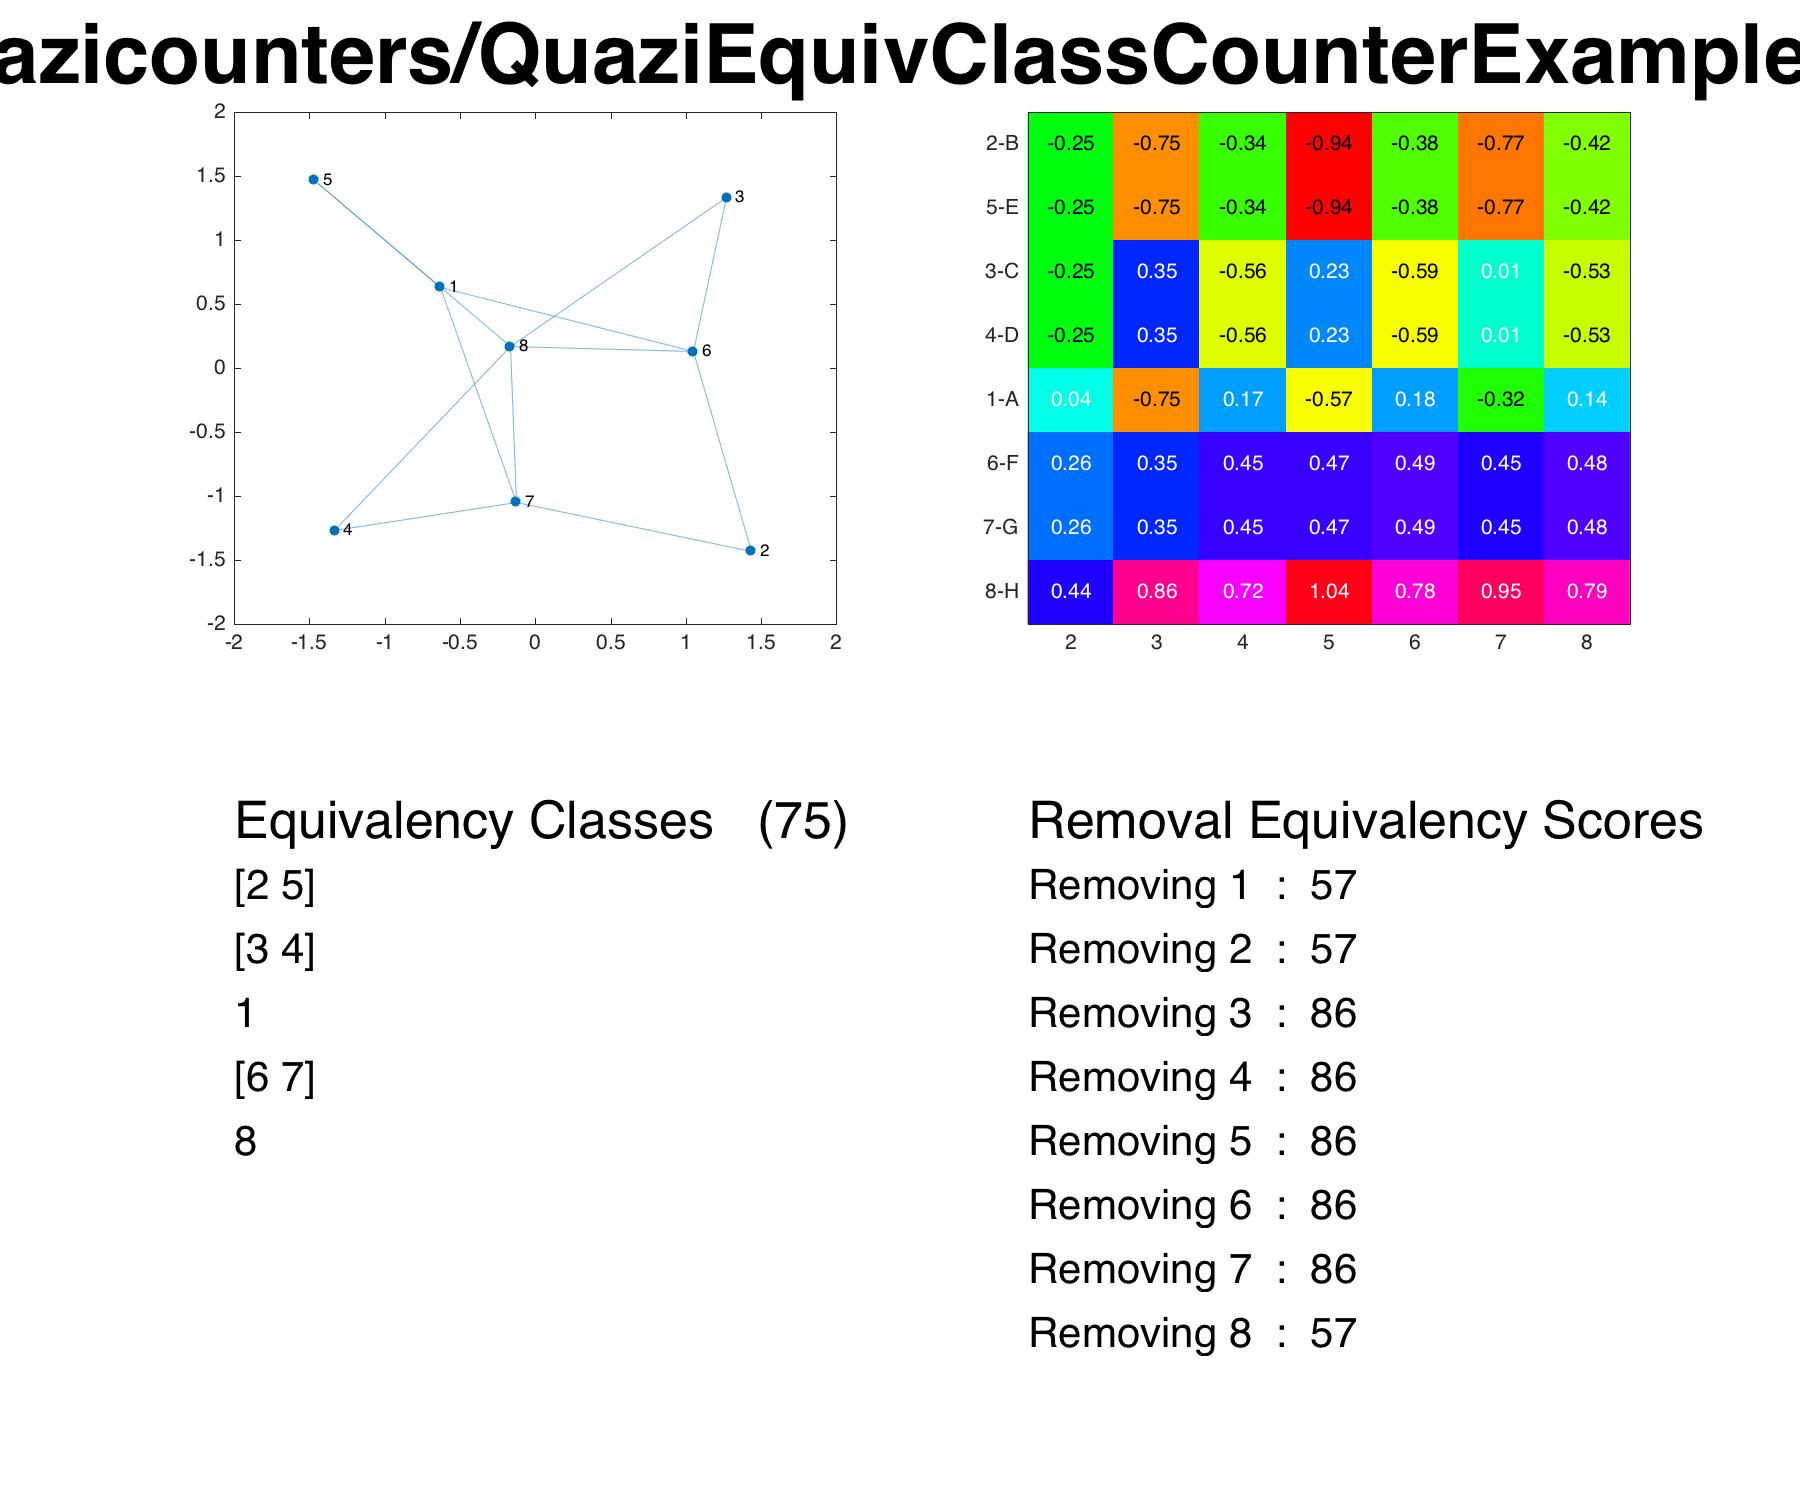 azicounters/QuaziEquivClassCounterExample
2
1.5
1
0.5
0
-0.5
-1
-1.5
-2
-2 -1.5 -1 -0.5 0 0.5 1 1.5 2
5
3
1
8
6
7
4
2
2-B -0.25 -0.75 -0.34 -0.94 -0.38 -0.77 -0.42
5-E -0.25 -0.75 -0.34 -0.94 -0.38 -0.77 -0.42
3-C -0.25 0.35 -0.56 0.23 -0.59 0.01 -0.53
4-D -0.25 0.35 -0.56 0.23 -0.59 0.01 -0.53
1-A 0.04 -0.75 0.17 -0.57 0.18 -0.32 0.14
6-F 0.26 0.35 0.45 0.47 0.49 0.45 0.48
7-G 0.26 0.35 0.45 0.47 0.49 0.45 0.48
8-H 0.44 0.86 0.72 1.04 0.78 0.95 0.79
2 3 4 5 6 7 8
Equivalency Classes (75)
[2 5]
[3 4]
1
[6 7]
8
Removal Equivalency Scores
Removing 1 : 57
Removing 2 : 57
Removing 3 : 86
Removing 4 : 86
Removing 5 : 86
Removing 6 : 86
Removing 7 : 86
Removing 8 : 57